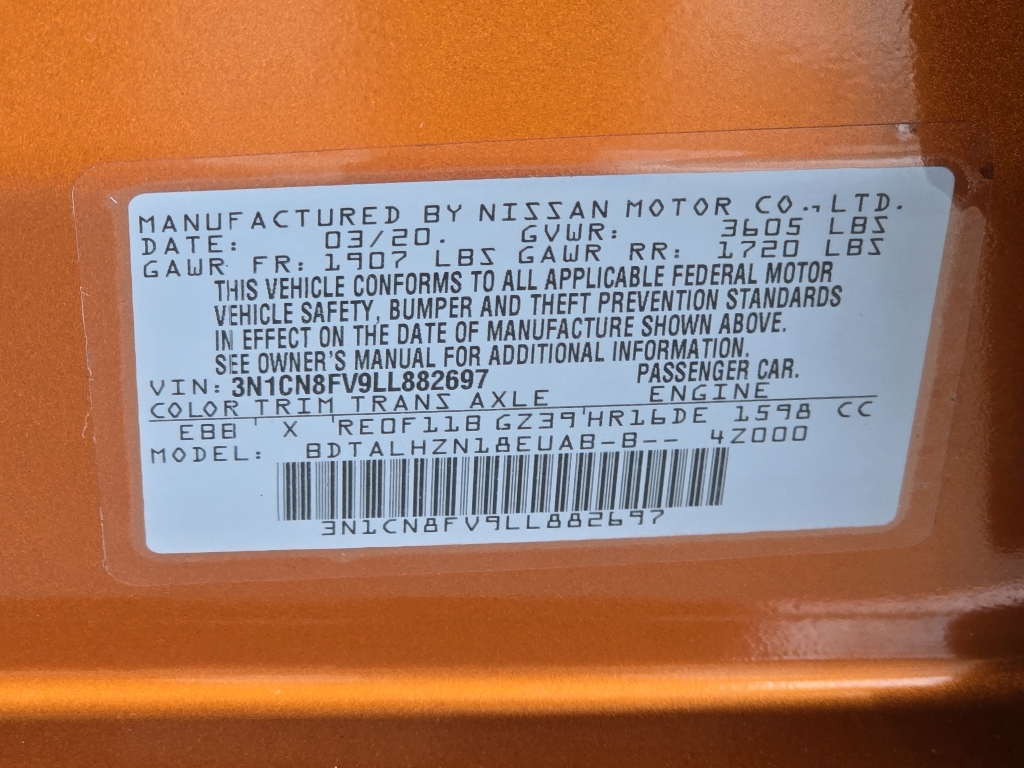 MANUFACTURED BY NISSAN MOTOR CO., LTD.
DATE: 03/20. GVWR: 3605 LBS
GAWR FR: 1907 LBS GAWR RR: 1720 LBS
THIS VEHICLE CONFORMS TO ALL APPLICABLE FEDERAL MOTOR
VEHICLE SAFETY, BUMPER AND THEFT PREVENTION STANDARDS
IN EFFECT ON THE DATE OF MANUFACTURE SHOWN ABOVE.
SEE OWNER'S MANUAL FOR ADDITIONAL INFORMATION.
VIN: 3N1CN8FV9LL882697 PASSENGER CAR.
COLOR TRIM TRANS AXLE ENGINE
EBB X RE0F11B GZ39 HR16DE 1598 CC
MODEL: BDTALHZN18EUAB-B-- 4Z000
3N1CN8FV9LL882697